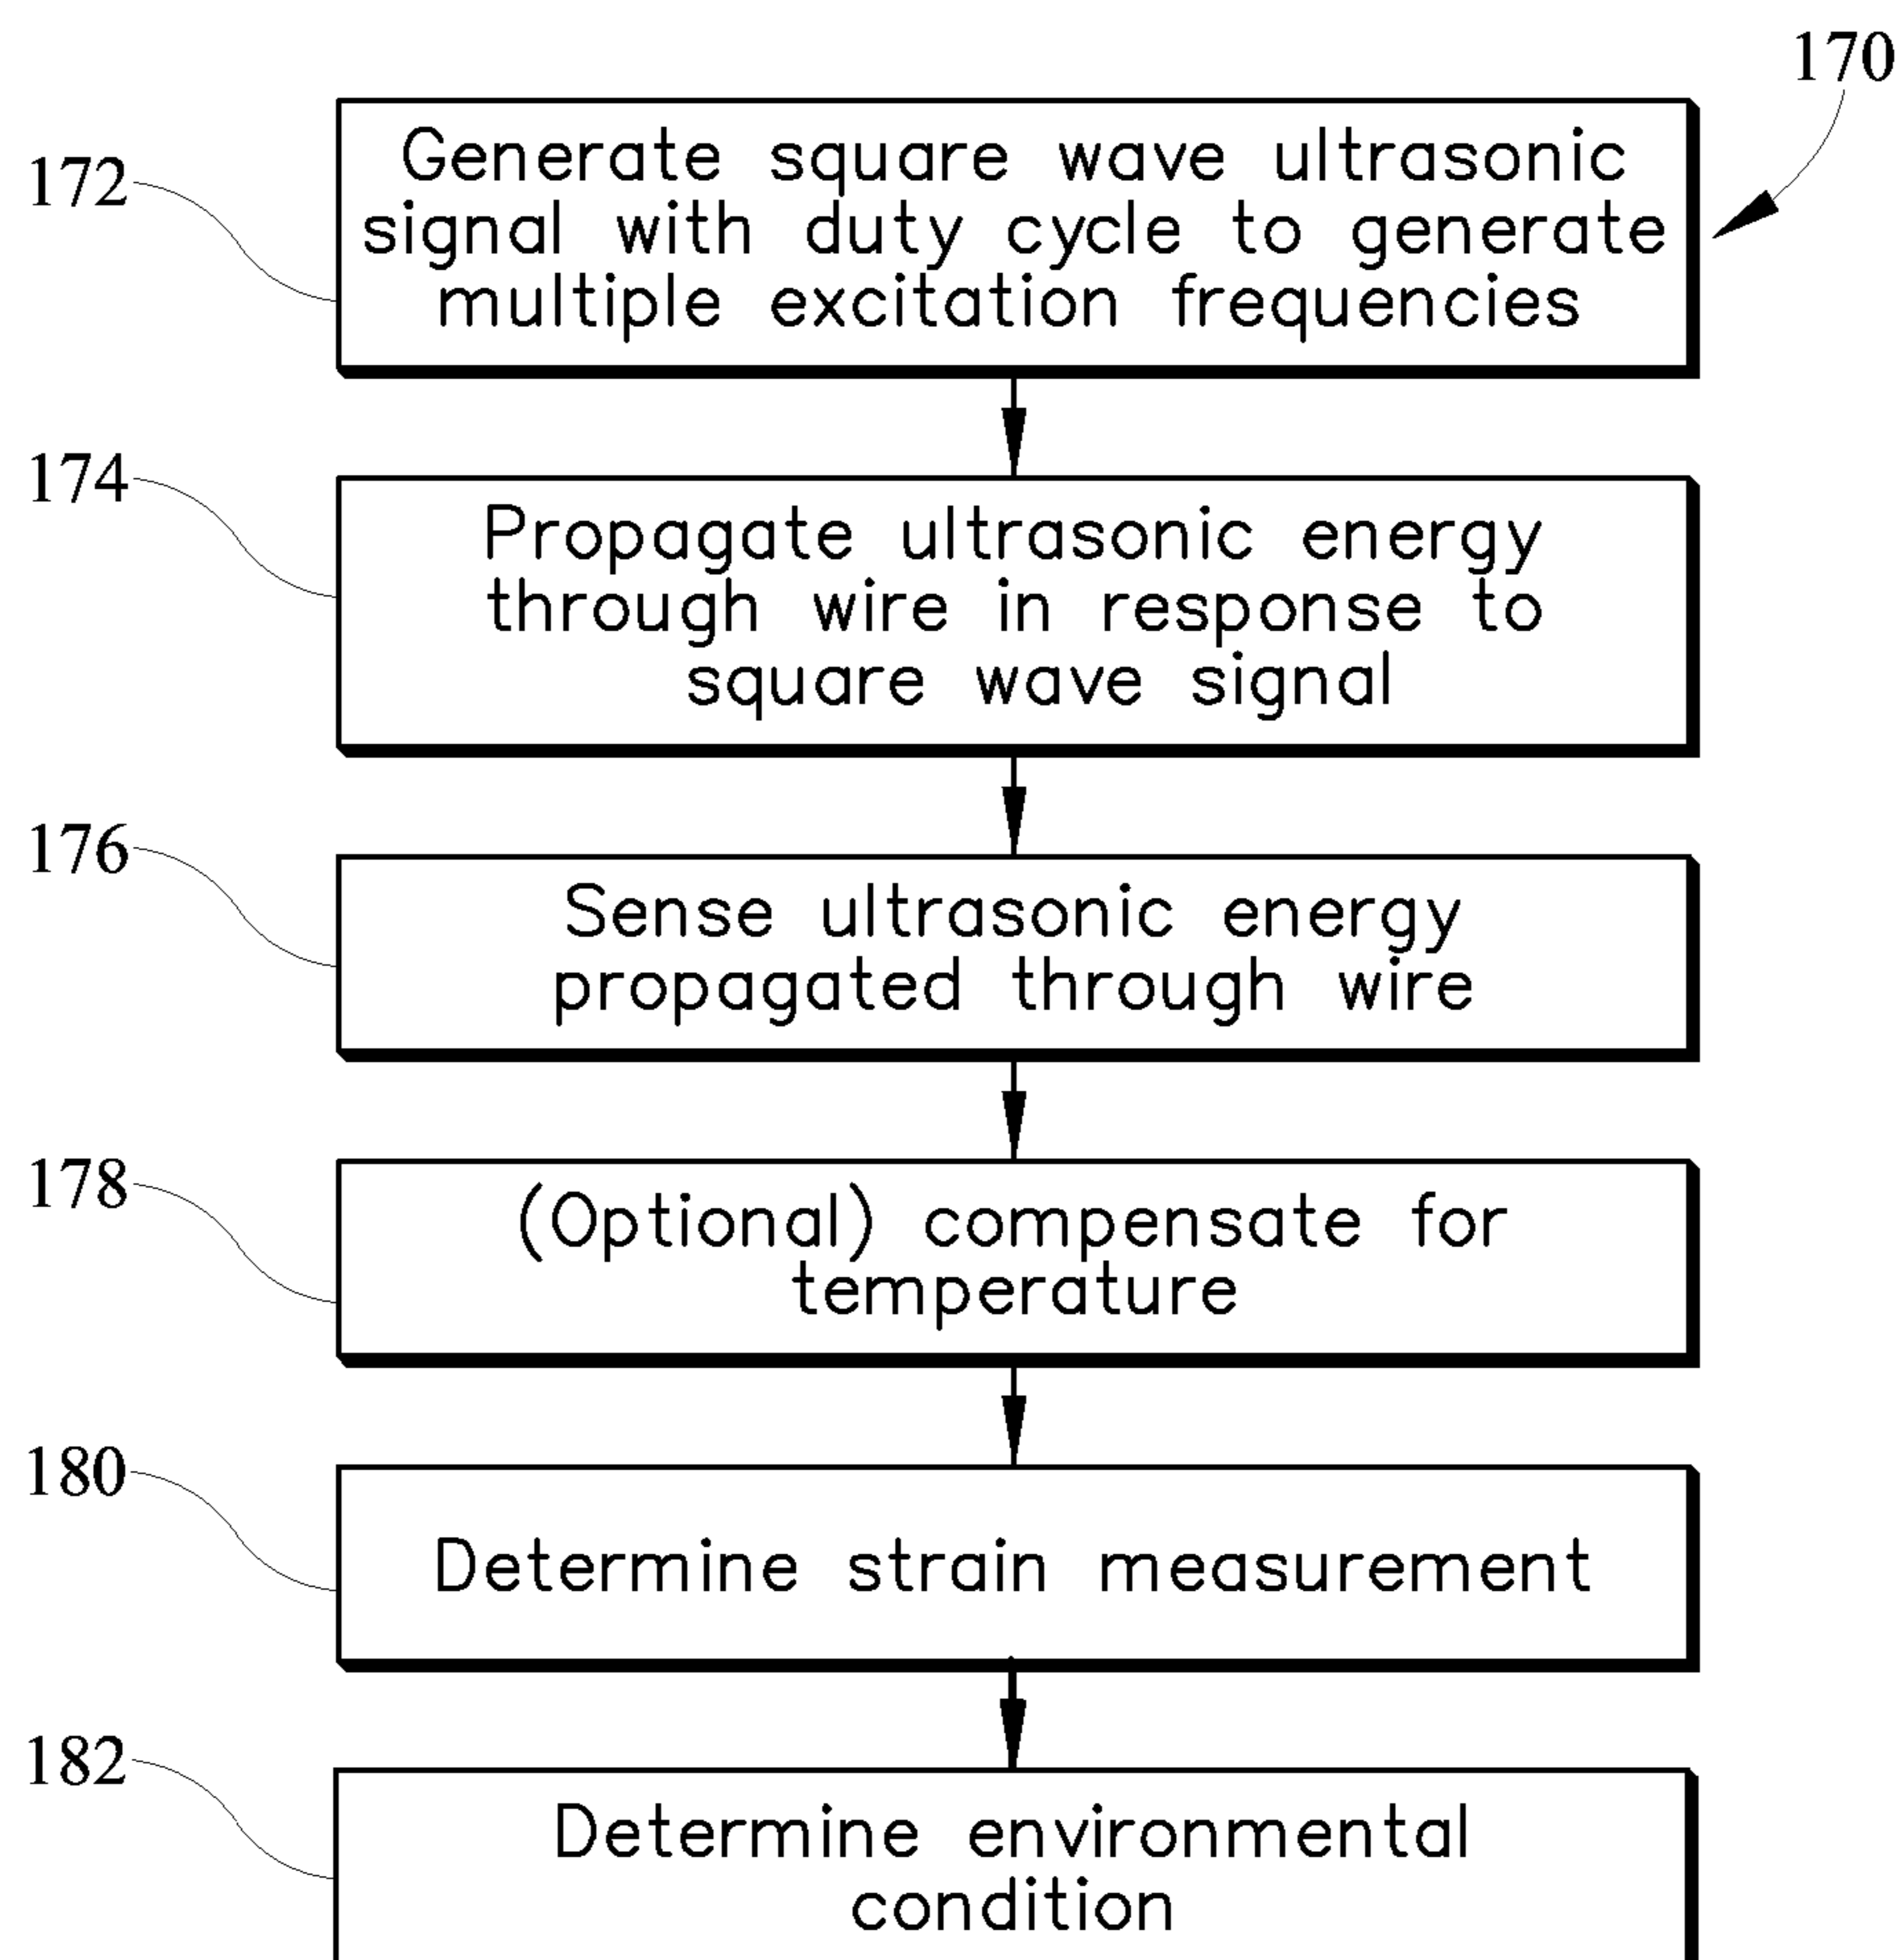 170
172
Generate square wave ultrasonic
signal with duty cycle to generate
multiple excitation frequencies
174
Propagate ultrasonic energy
through wire in response to
square wave signal
176
Sense ultrasonic energy
propagated through wire
178
(Optional) compensate for
temperature
180
Determine strain measurement
182
Determine environmental
condition